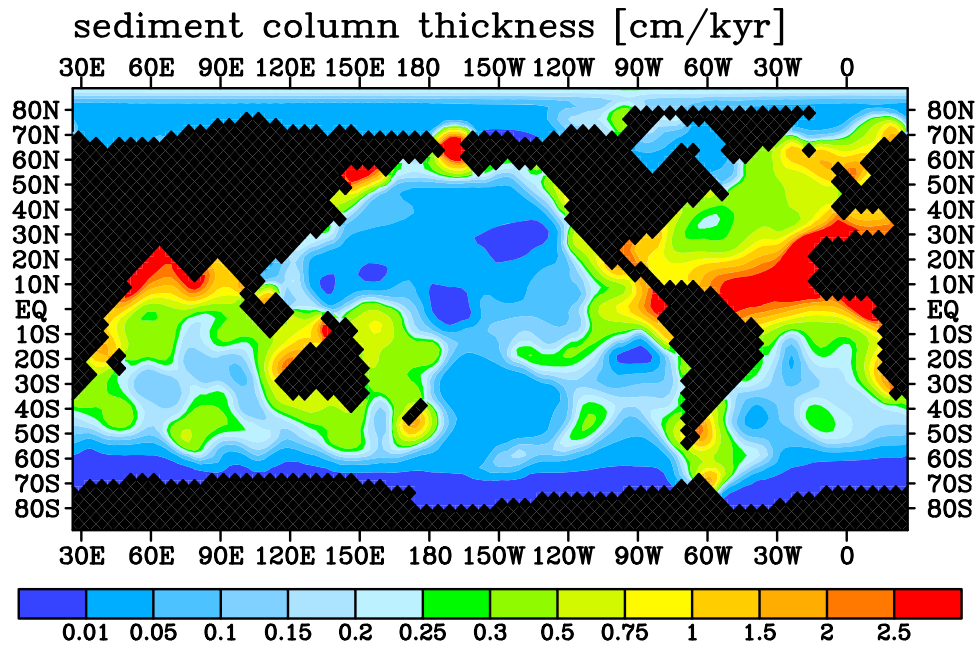 sediment column thickness [cm/kyr]
30E 60E 90E 120E 150E 180 150W 120W 90W 60W 30W 0
80N 80N
70N 70N
60N 60N
50N 50N
40N 40N
30N 30N
20N 20N
10N 10N
EQ EQ
10S 10S
20S 20S
30S 30S
40S 40S
50S 50S
60S 60S
70S 70S
80S 80S
30E 60E 90E 120E 150E 180 150W 120W 90W 60W 30W 0
0.01 0.05 0.1 0.15 0.2 0.25 0.3 0.5 0.75 1 1.5 2 2.5